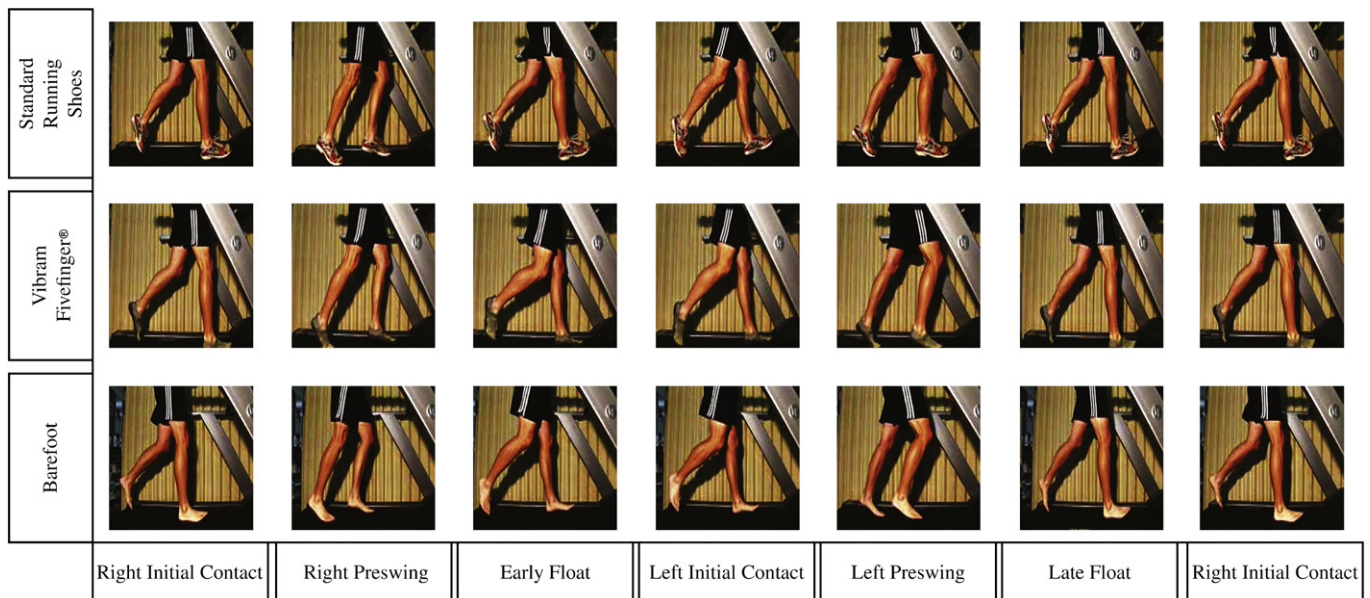 Standard
Running
Shoes
Vibram
Fivefinger®
Barefoot
Right Initial Contact
Right Preswing
Early Float
Left Initial Contact
Left Preswing
Late Float
Right Initial Contact